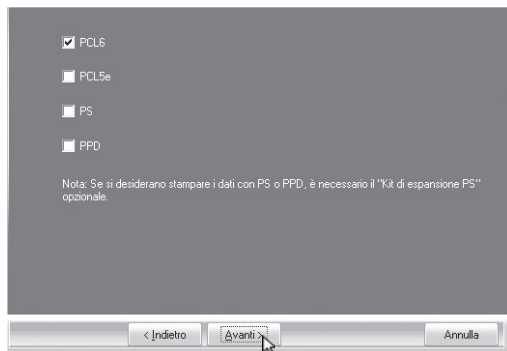 PCL6
PCL5e
PS
PPD
Nota: Se si desiderano stampare i dati con PS o PPD, è necessario il "Kit di espansione PS"
opzionale.
< Indietro
Avanti >
Annulla